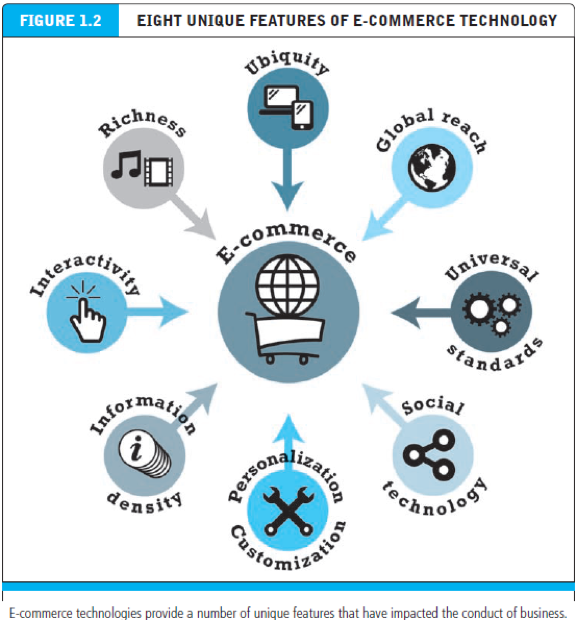 FIGURE 1.2
EIGHT UNIQUE FEATURES OF E-COMMERCE TECHNOLOGY
Ubiquity
Richness
Global reach
E-commerce
Interactivity
Universal
standards
Information
density
Social
technology
Personalization
Customization
i
E-commerce technologies provide a number of unique features that have impacted the conduct of business.